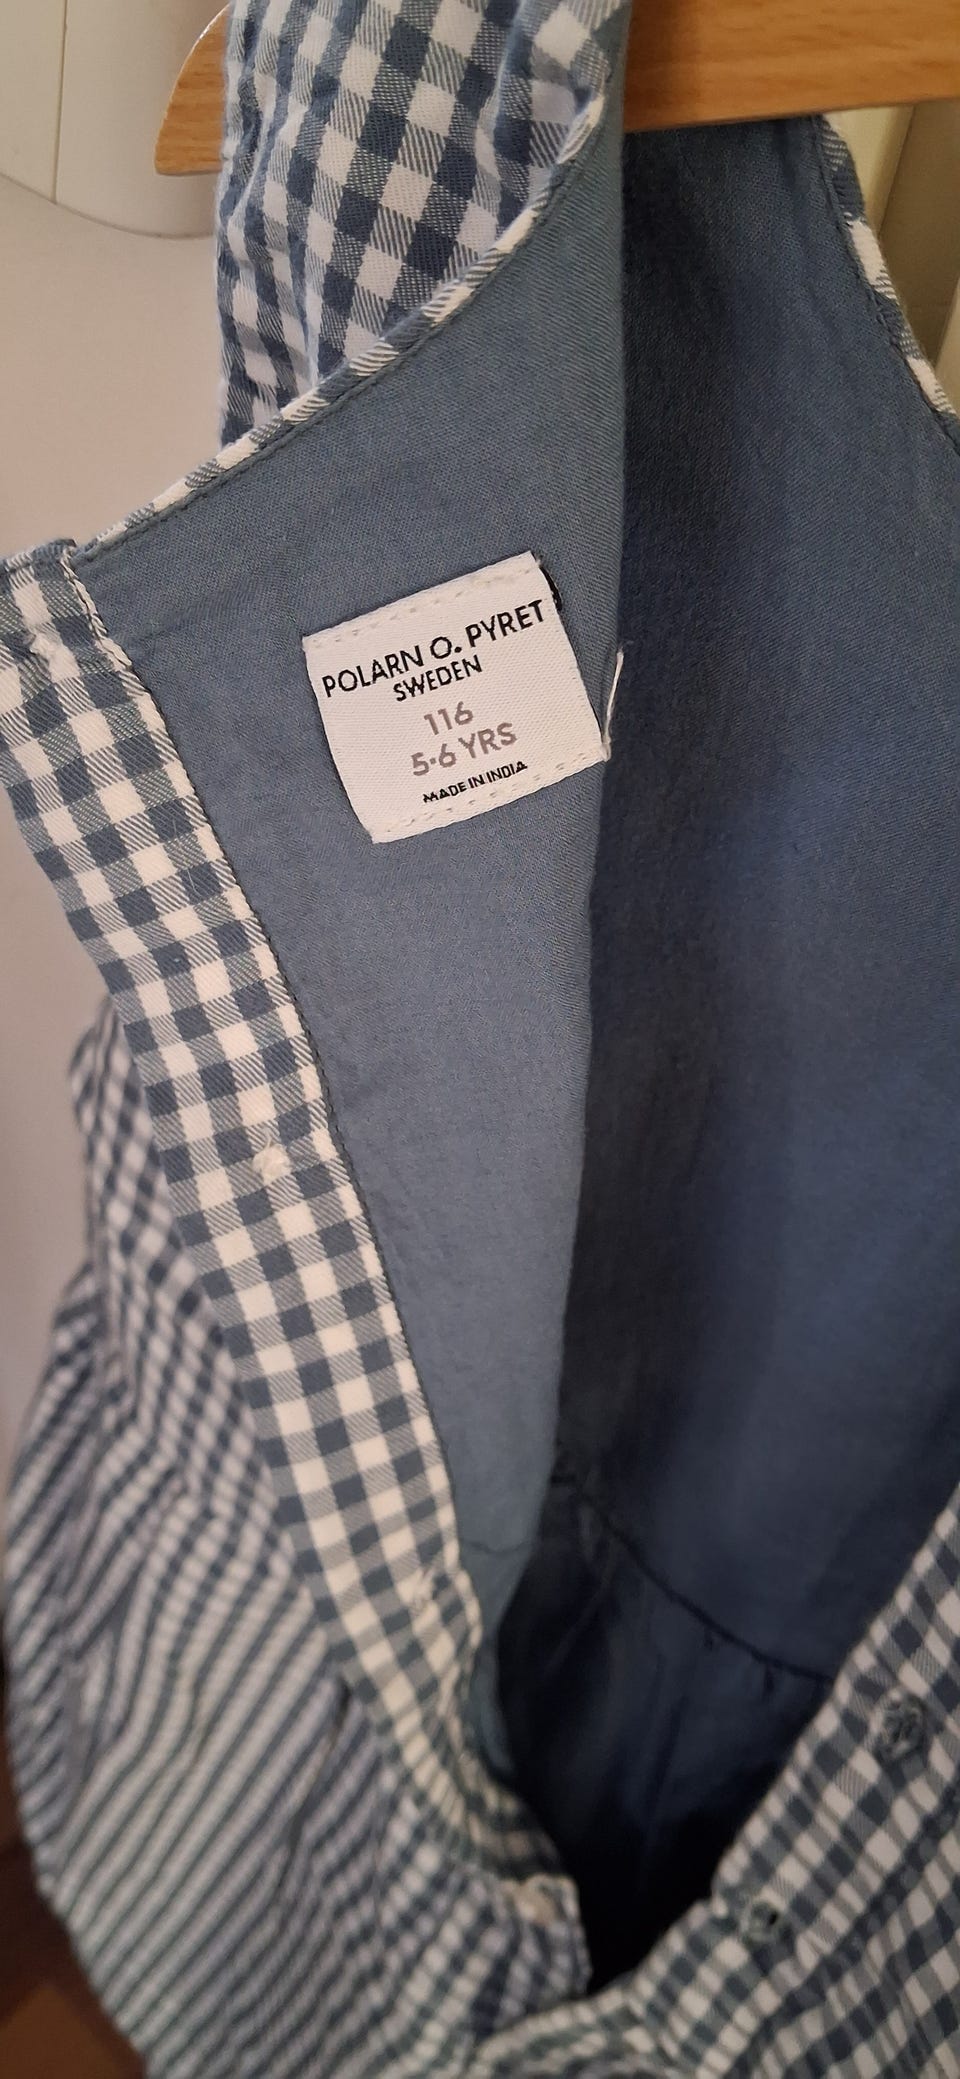 POLARN O. PYRET
SWEDEN
116
5-6 YRS
MADE IN INDIA